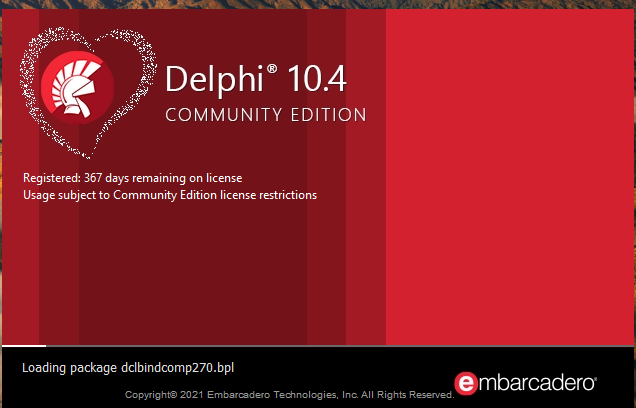 Delphi® 10.4
COMMUNITY EDITION
Registered: 367 days remaining on license
Usage subject to Community Edition license restrictions
Loading package dclbindcomp270.bpl
Copyright© 2021 Embarcadero Technologies, Inc. All Rights Reserved.
embarcadero®